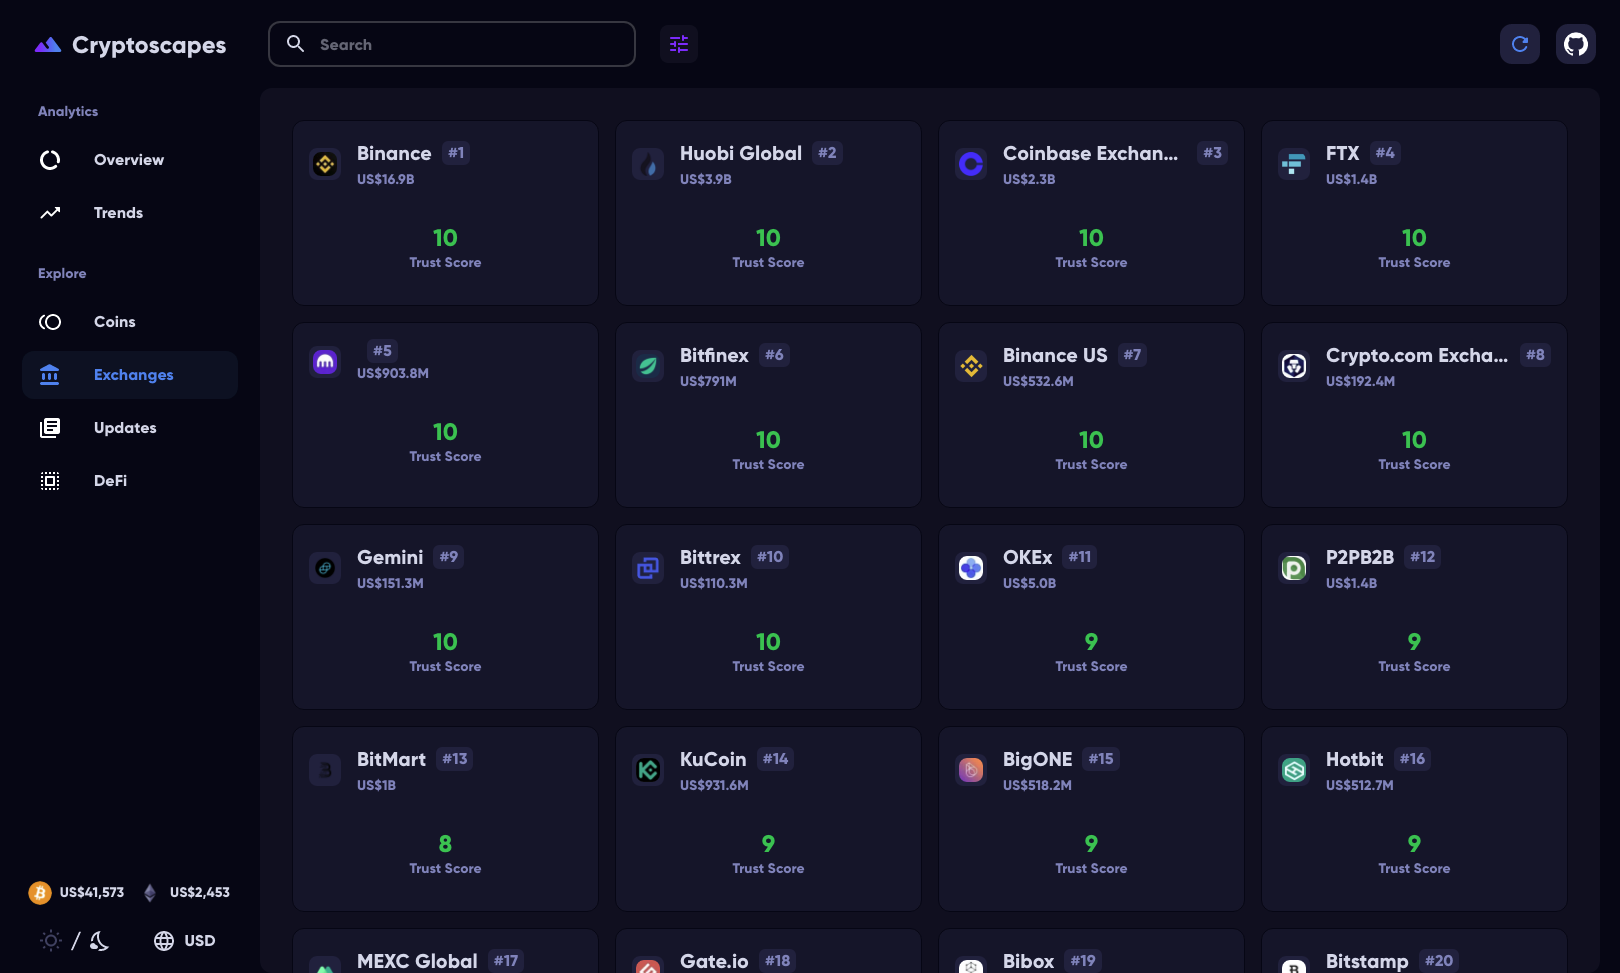 Cryptoscapes
Search
Analytics
Overview
Trends
Explore
Coins
Exchanges
Updates
DeFi
US$41,573
US$2,453
/
USD
Binance #1
US$16.9B
10
Trust Score
Huobi Global #2
US$3.9B
10
Trust Score
Coinbase Exchan... #3
US$2.3B
10
Trust Score
FTX #4
US$1.4B
10
Trust Score
#5
US$903.8M
10
Trust Score
Bitfinex #6
US$791M
10
Trust Score
Binance US #7
US$532.6M
10
Trust Score
Crypto.com Excha... #8
US$192.4M
10
Trust Score
Gemini #9
US$151.3M
10
Trust Score
Bittrex #10
US$110.3M
10
Trust Score
OKEx #11
US$5.0B
9
Trust Score
P2PB2B #12
US$1.4B
9
Trust Score
BitMart #13
US$1B
8
Trust Score
KuCoin #14
US$931.6M
9
Trust Score
BigONE #15
US$518.2M
9
Trust Score
Hotbit #16
US$512.7M
9
Trust Score
MEXC Global #17
Gate.io #18
Bibox #19
Bitstamp #20